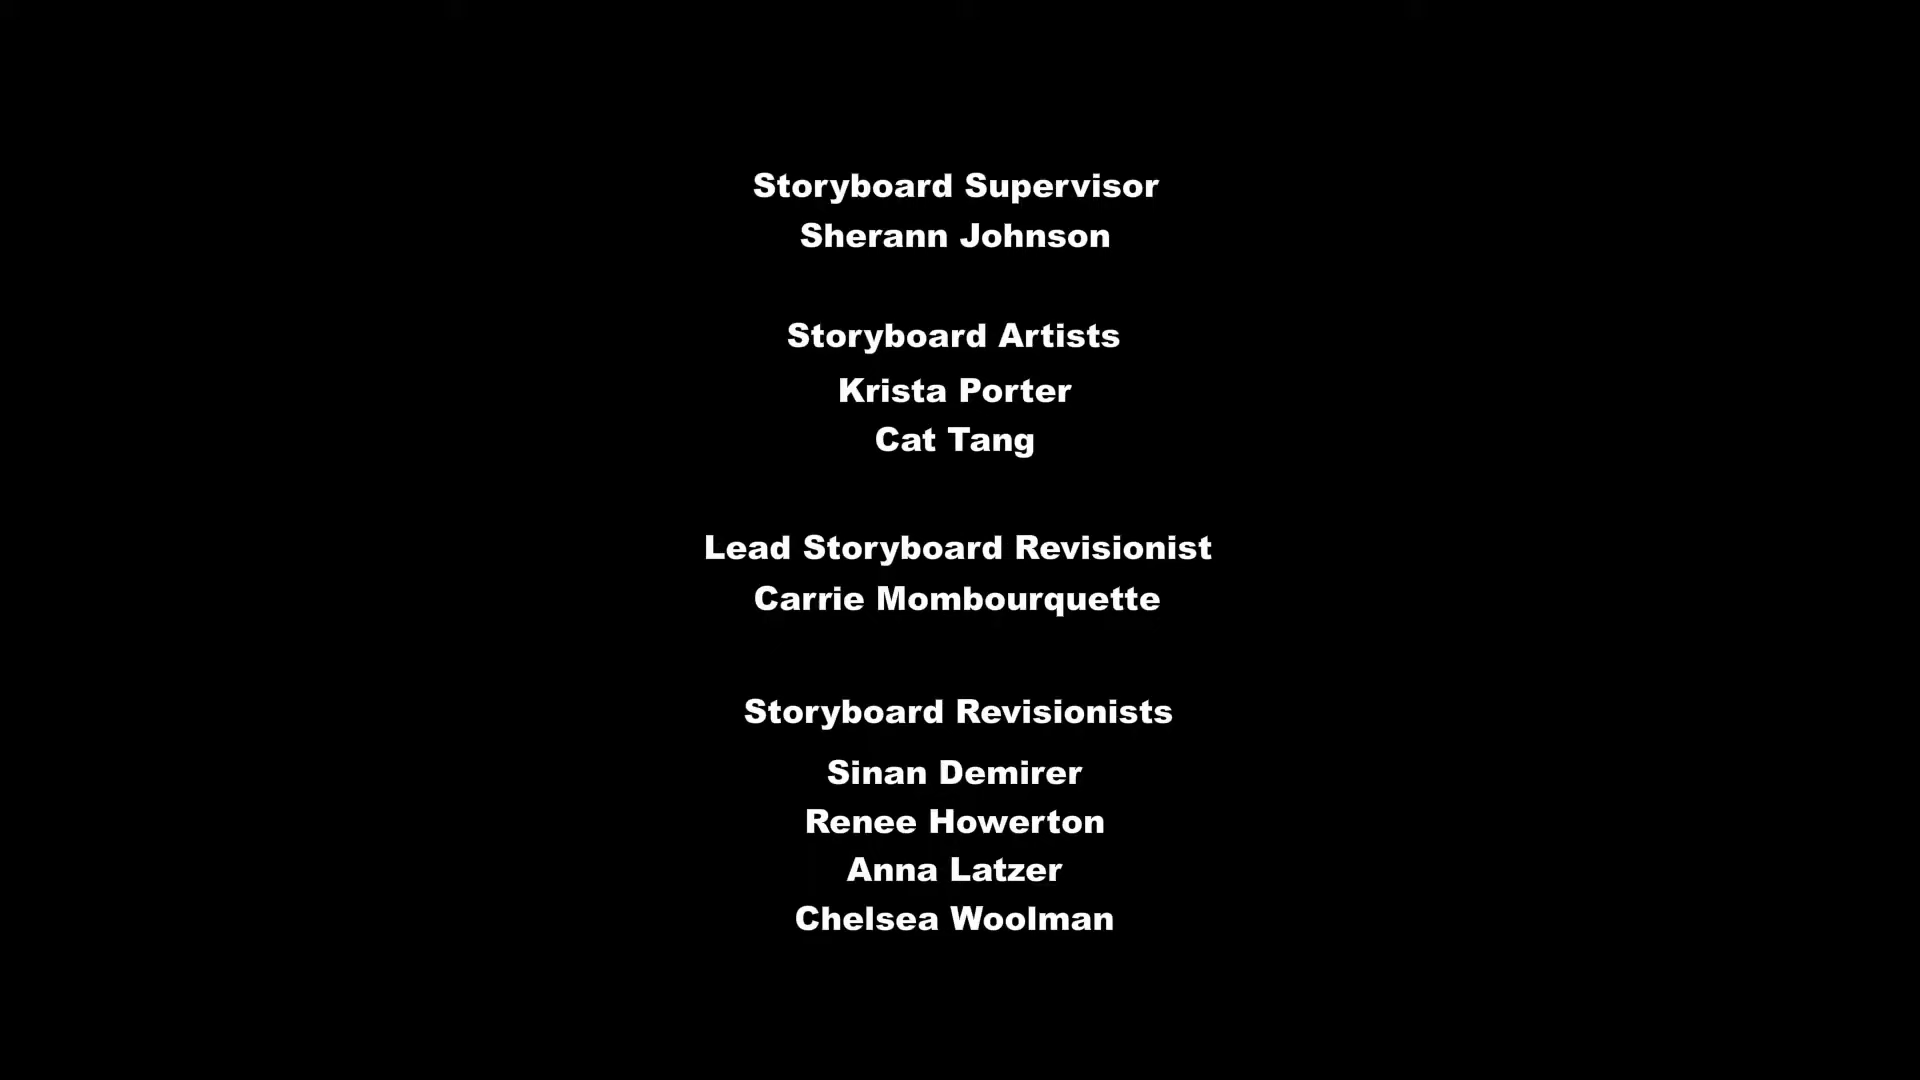 Storyboard Supervisor
Sherann Johnson
Storyboard Artists
Krista Porter
Cat Tang
Lead Storyboard Revisionist
Carrie Mombourquette
Storyboard Revisionists
Sinan Demirer
Renee Howerton
Anna Latzer
Chelsea Woolman